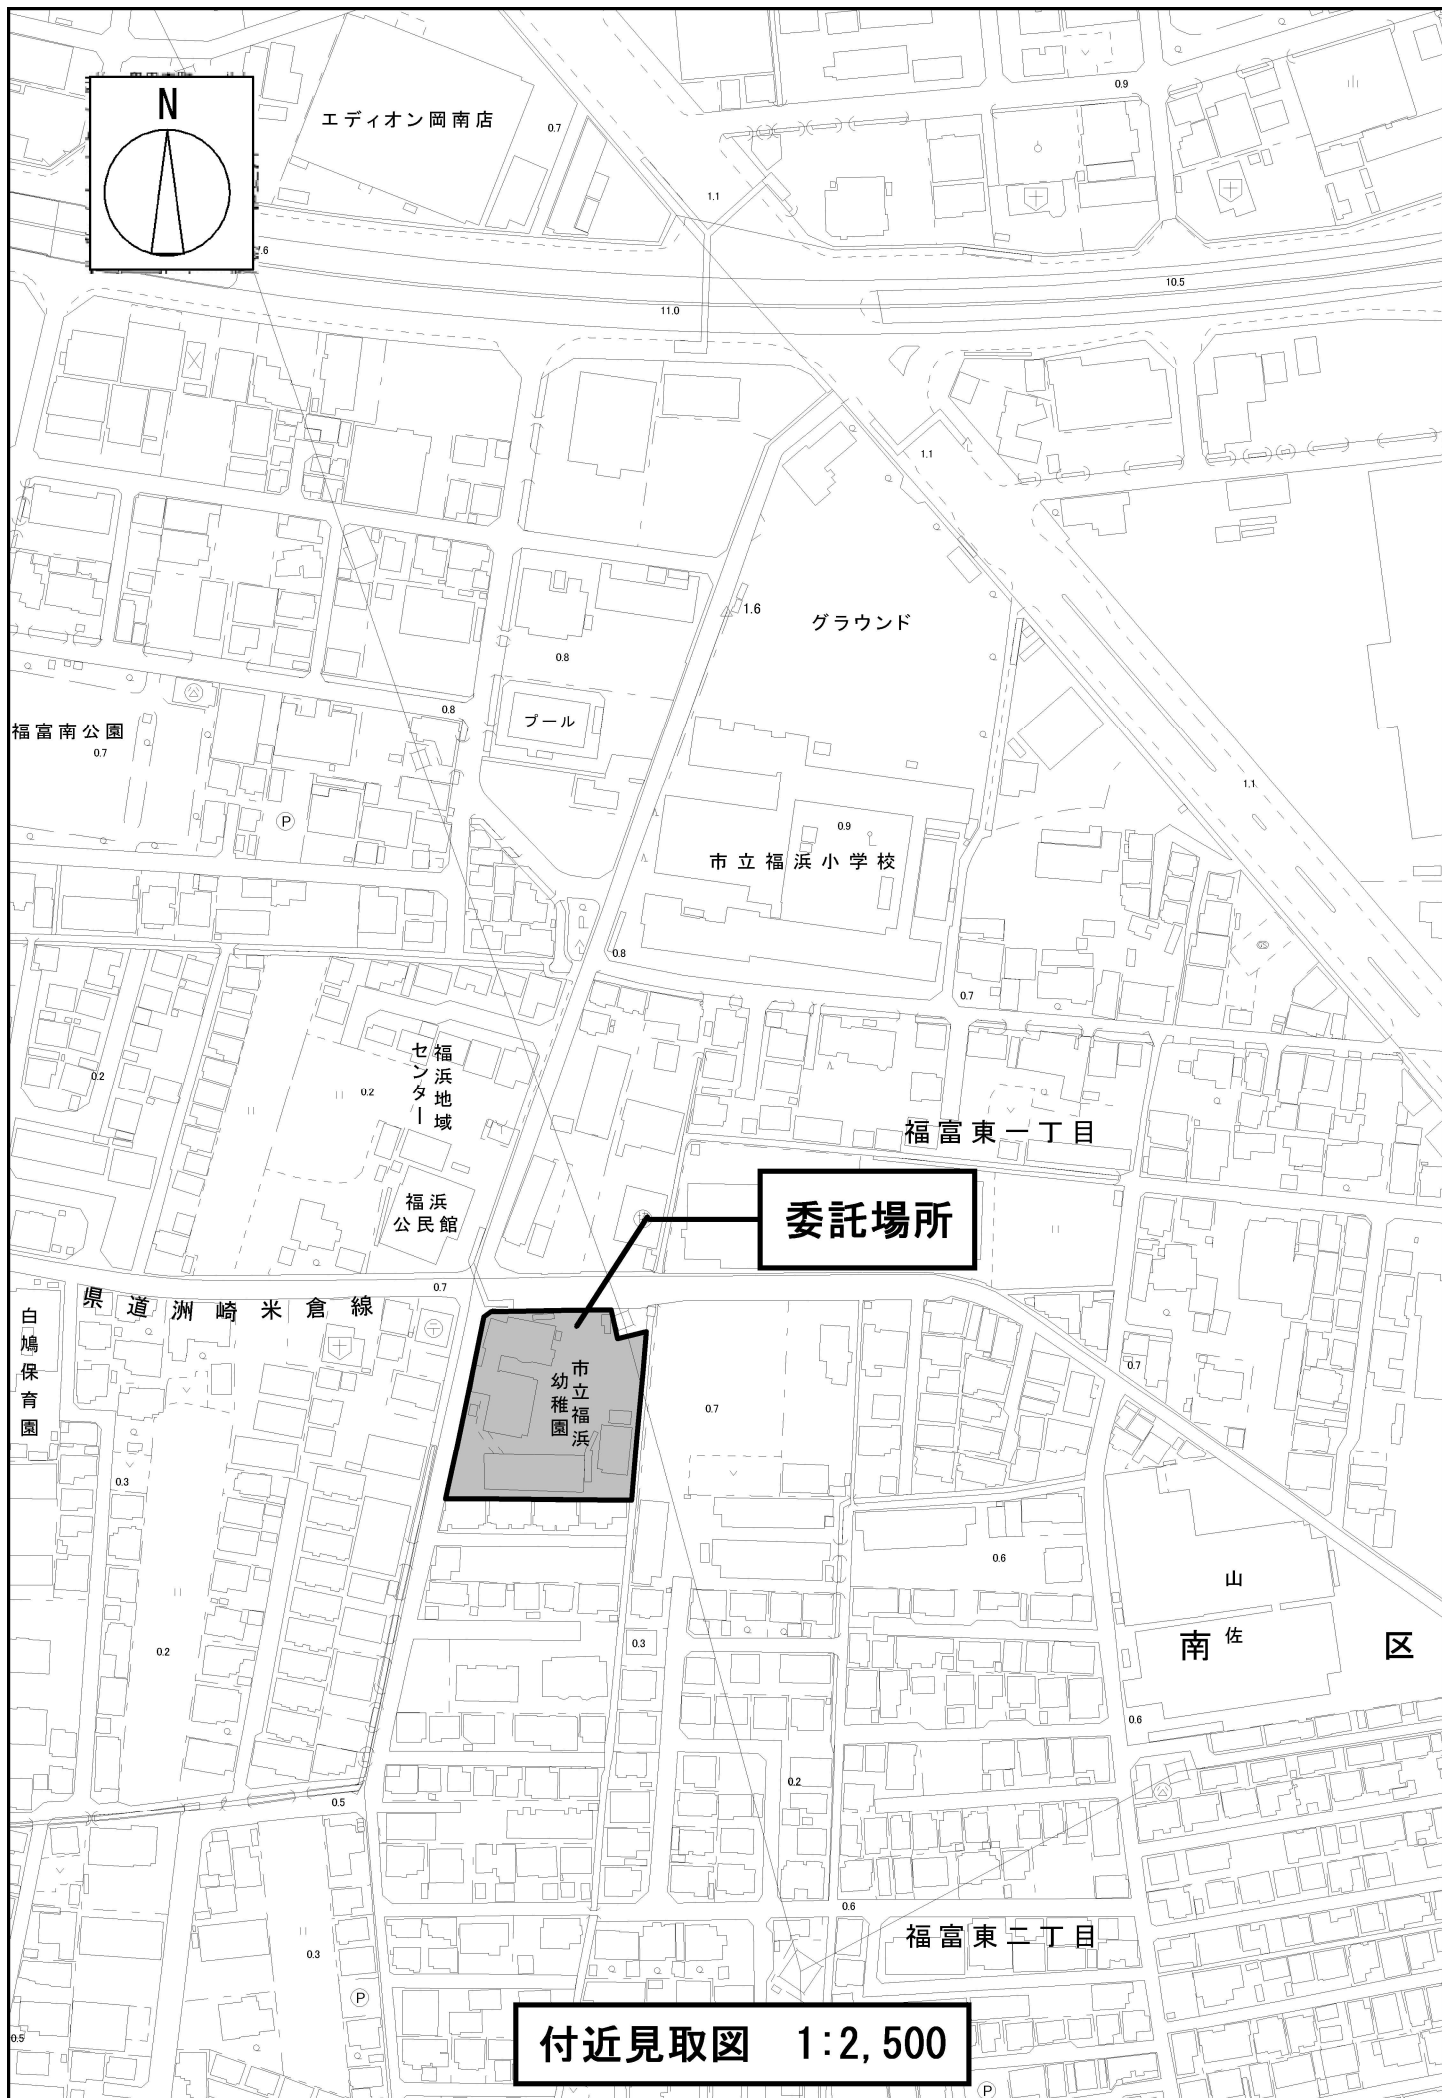 N
エディオン岡南店
0.7
0.9
1.1
.6
10.5
11.0
1.1
1.6
グラウンド
0.8
0.8
プール
福富南公園
0.7
P
1.1
0.9
市立福浜小学校
0.8
0.7
0.2
0.2
福浜地域
センター
福富東一丁目
福浜
公民館
委託場所
0.7
県道洲崎米倉線
白鳩保育園
市立福浜
幼稚園
0.7
0.7
0.3
0.6
山
佐
南区
0.2
0.3
0.6
0.2
0.5
0.6
福富東二丁目
0.3
P
0.5
付近見取図 1:2,500
P